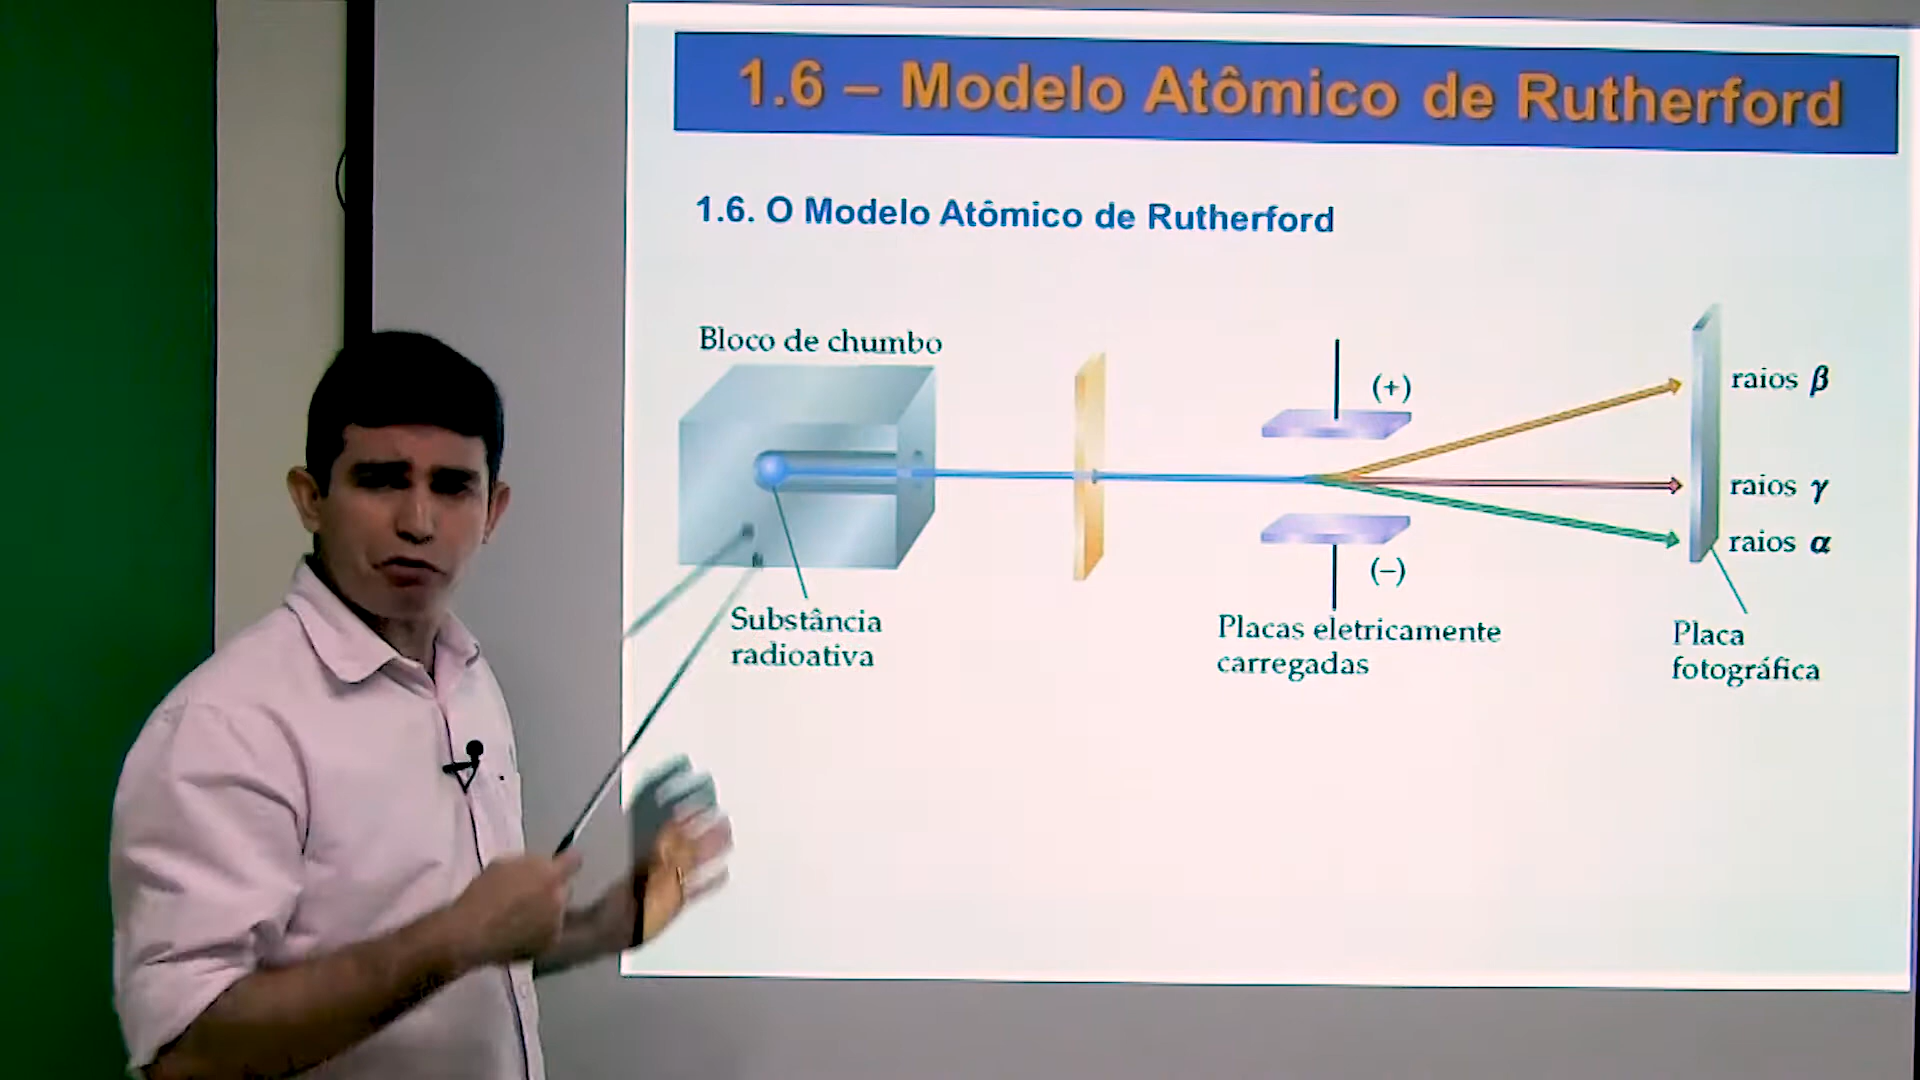 1.6 – Modelo Atômico de Rutherford
1.6. O Modelo Atômico de Rutherford
Bloco de chumbo
Substância
radioativa
(+)
(–)
Placas eletricamente
carregadas
raios β
raios γ
raios α
Placa
fotográfica